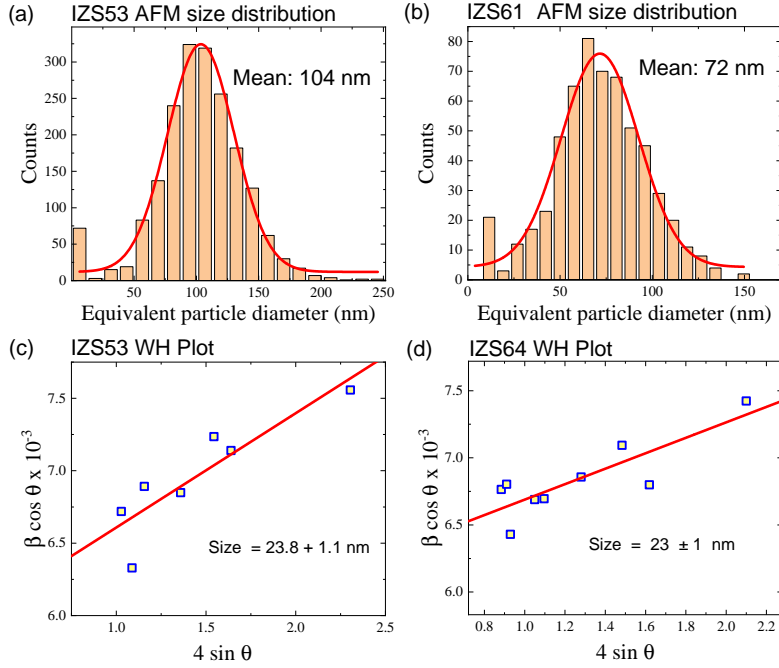 (a) IZS53 AFM size distribution
Mean: 104 nm
Counts
300
250
200
150
100
50
0
0 50 100 150 200 250
Equivalent particle diameter (nm)
(b) IZS61 AFM size distribution
Mean: 72 nm
Counts
80
70
60
50
40
30
20
10
0
0 50 100 150
Equivalent particle diameter (nm)
(c) IZS53 WH Plot
β cos θ x 10⁻³
7.5
7.0
6.5
6.0
Size = 23.8 + 1.1 nm
1.0 1.5 2.0 2.5
4 sin θ
(d) IZS64 WH Plot
β cos θ x 10⁻³
7.5
7.0
6.5
6.0
Size = 23 ± 1 nm
0.8 1.0 1.2 1.4 1.6 1.8 2.0 2.2
4 sin θ